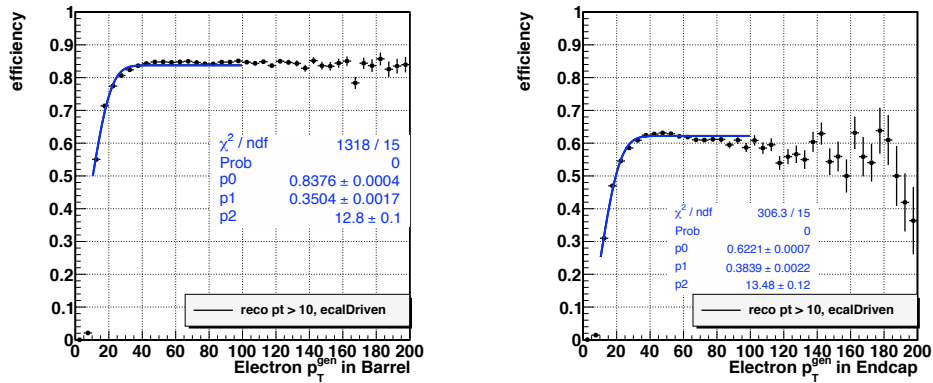 efficiency
1
0.9
0.8
0.7
0.6
0.5
0.4
0.3
0.2
0.1
0
χ² / ndf 1318 / 15
Prob 0
p0 0.8376 ± 0.0004
p1 0.3504 ± 0.0017
p2 12.8 ± 0.1
reco pt > 10, ecalDriven
0 20 40 60 80 100 120 140 160 180 200
Electron p_T^gen in Barrel
efficiency
1
0.9
0.8
0.7
0.6
0.5
0.4
0.3
0.2
0.1
0
χ² / ndf 306.3 / 15
Prob 0
p0 0.6221 ± 0.0007
p1 0.3839 ± 0.0022
p2 13.48 ± 0.12
reco pt > 10, ecalDriven
0 20 40 60 80 100 120 140 160 180 200
Electron p_T^gen in Endcap